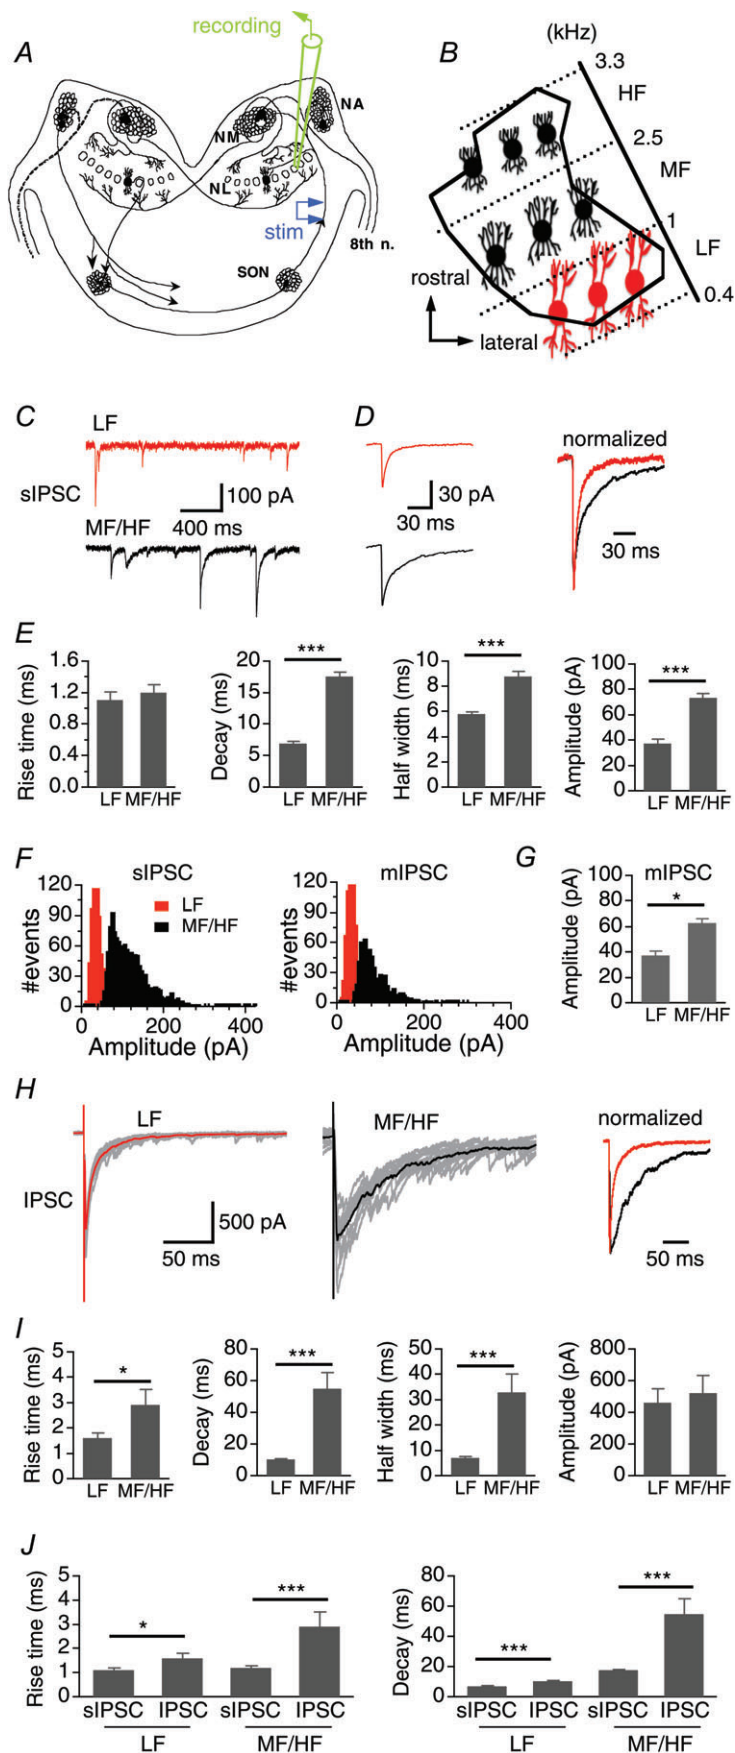 recording
A
NA
NM
NL
stim
8th n.
SON
B
(kHz)
3.3
HF
2.5
MF
1
LF
0.4
rostral
lateral
C
LF
sIPSC
100 pA
400 ms
MF/HF
D
30 pA
30 ms
normalized
30 ms
E
Rise time (ms)
1.6
1.2
0.8
0.4
0.0
LF MF/HF
Decay (ms)
20
15
10
5
0
***
LF MF/HF
Half width (ms)
10
8
6
4
2
0
***
LF MF/HF
Amplitude (pA)
100
80
60
40
20
0
***
LF MF/HF
F
sIPSC
#events
120
90
60
30
0
LF
MF/HF
0 200 400
Amplitude (pA)
mIPSC
#events
120
90
60
30
0
0 200 400
Amplitude (pA)
G
mIPSC
Amplitude (pA)
100
80
60
40
20
0
*
LF MF/HF
H
LF
IPSC
500 pA
50 ms
MF/HF
normalized
50 ms
I
Rise time (ms)
5
4
3
2
1
0
*
LF MF/HF
Decay (ms)
80
60
40
20
0
***
LF MF/HF
Half width (ms)
50
40
30
20
10
0
***
LF MF/HF
Amplitude (pA)
800
600
400
200
0
LF MF/HF
J
Rise time (ms)
5
4
3
2
1
0
*
***
sIPSC IPSC sIPSC IPSC
LF MF/HF
Decay (ms)
80
60
40
20
0
***
***
sIPSC IPSC sIPSC IPSC
LF MF/HF